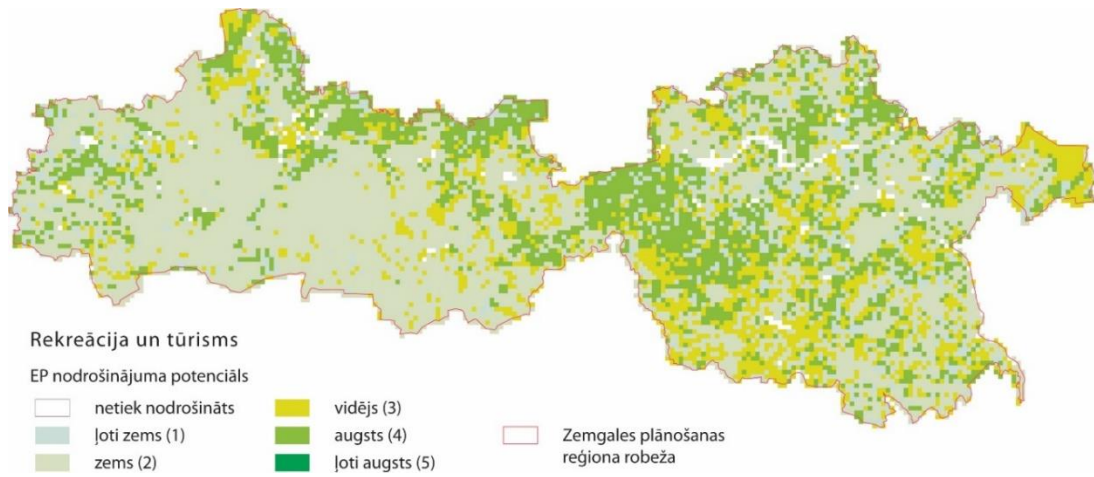 Rekreācija un tūrisms
EP nodrošinājuma potenciāls
netiek nodrošināts
ļoti zems (1)
zems (2)
vidējs (3)
augsts (4)
ļoti augsts (5)
Zemgales plānošanas
reģiona robeža